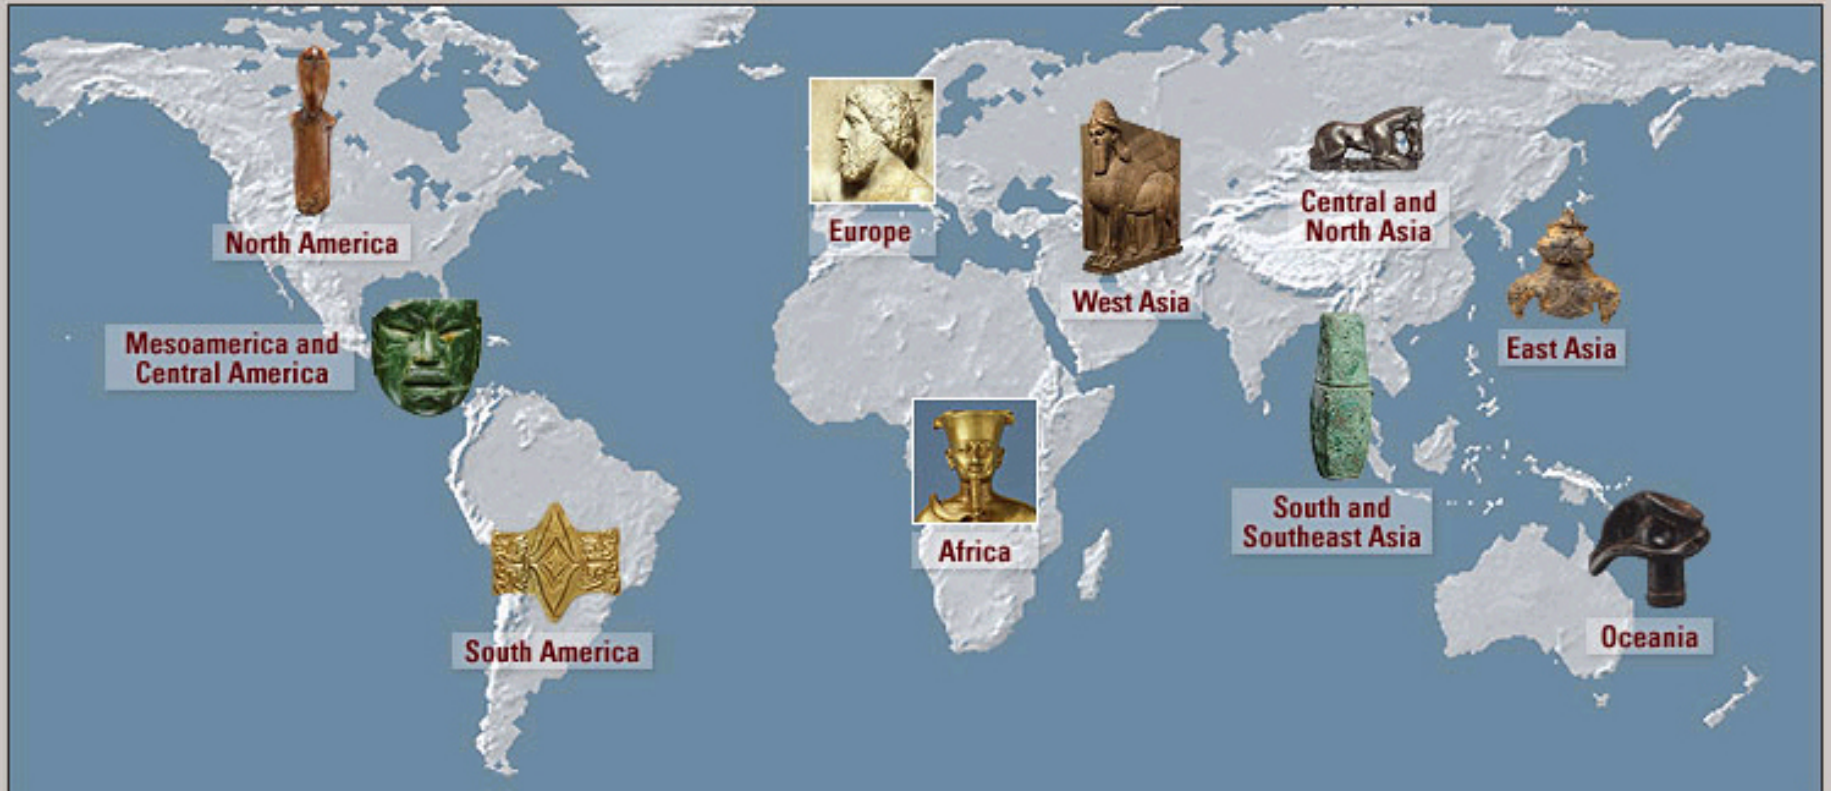 North America
Europe
Central and
North Asia
West Asia
Mesoamerica and
Central America
East Asia
South and
Southeast Asia
Africa
South America
Oceania